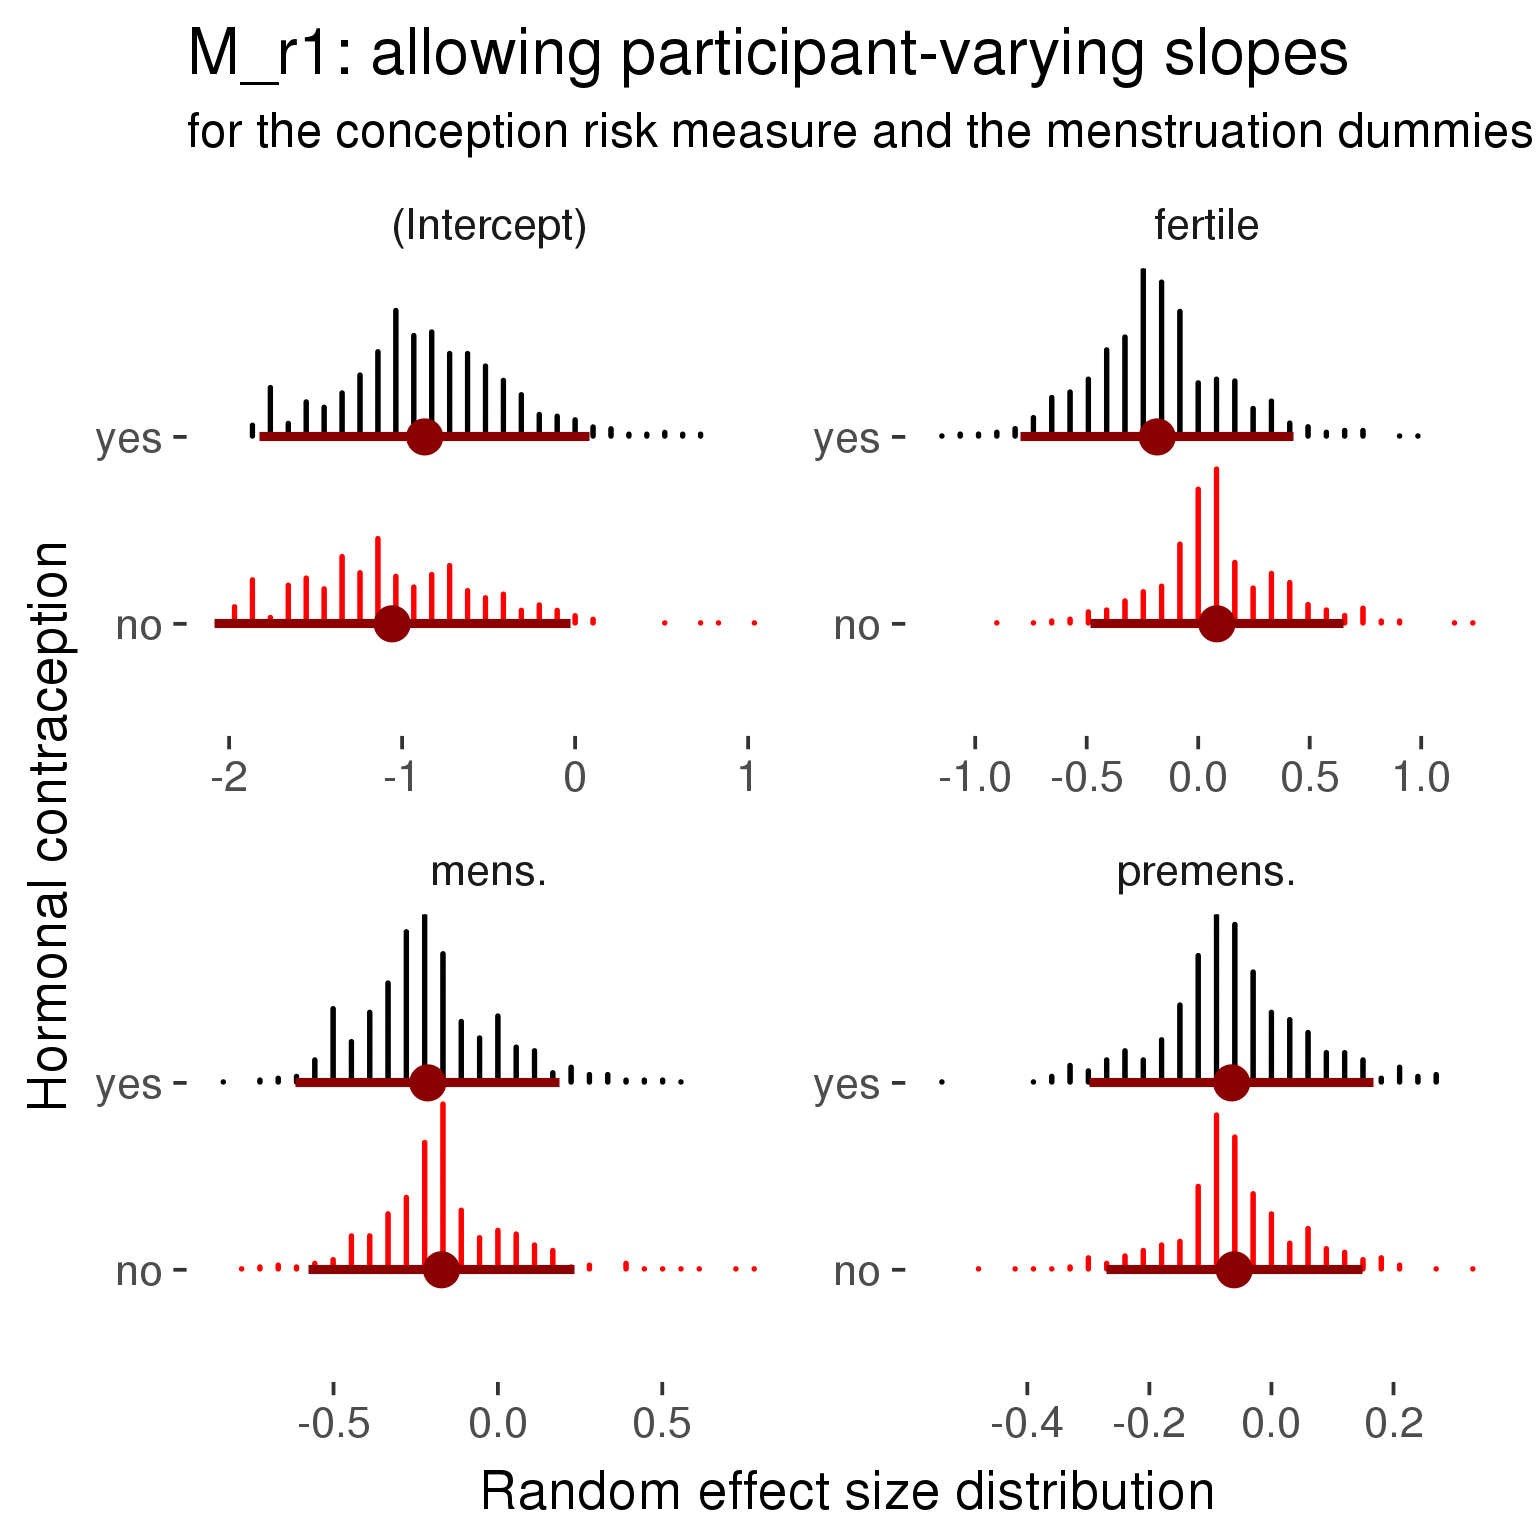 M_r1: allowing participant-varying slopes
for the conception risk measure and the menstruation dummies
(Intercept)
fertile
yes
no
yes
no
-2 -1 0 1
-1.0 -0.5 0.0 0.5 1.0
Hormonal contraception
mens.
premens.
yes
no
yes
no
-0.5 0.0 0.5
-0.4 -0.2 0.0 0.2
Random effect size distribution